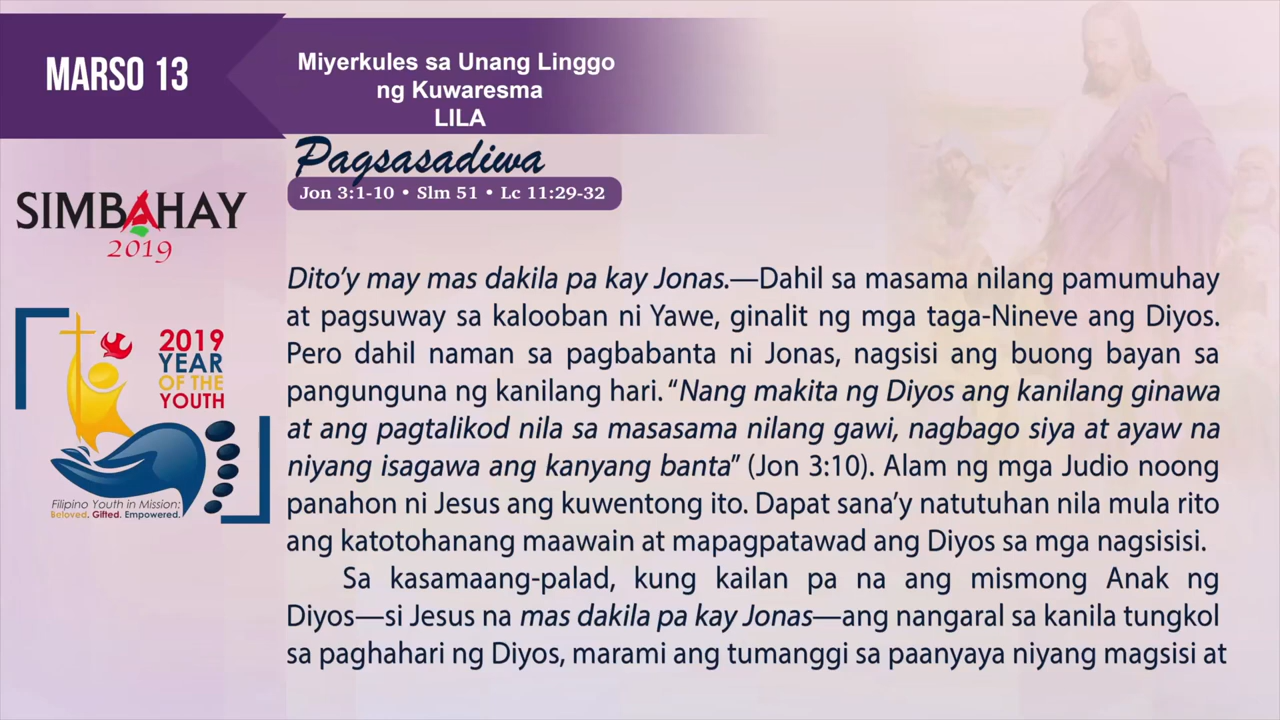 MARSO 13
Miyerkules sa Unang Linggo
ng Kuwaresma
LILA
Pagsasadiwa
Jon 3:1-10 • Slm 51 • Lc 11:29-32
SIMBAHAY
2019
2019
YEAR
OF THE
YOUTH
Filipino Youth in Mission:
Beloved. Gifted. Empowered.
Dito’y may mas dakila pa kay Jonas.—Dahil sa masama nilang pamumuhay
at pagsuway sa kalooban ni Yawe, ginalit ng mga taga-Nineve ang Diyos.
Pero dahil naman sa pagbabanta ni Jonas, nagsisi ang buong bayan sa
pangunguna ng kanilang hari. “Nang makita ng Diyos ang kanilang ginawa
at ang pagtalikod nila sa masasama nilang gawi, nagbago siya at ayaw na
niyang isagawa ang kanyang banta” (Jon 3:10). Alam ng mga Judio noong
panahon ni Jesus ang kuwentong ito. Dapat sana’y natutuhan nila mula rito
ang katotohanang maawain at mapagpatawad ang Diyos sa mga nagsisisi.
Sa kasamaang-palad, kung kailan pa na ang mismong Anak ng
Diyos—si Jesus na mas dakila pa kay Jonas—ang nangaral sa kanila tungkol
sa paghahari ng Diyos, marami ang tumanggi sa paanyaya niyang magsisi at